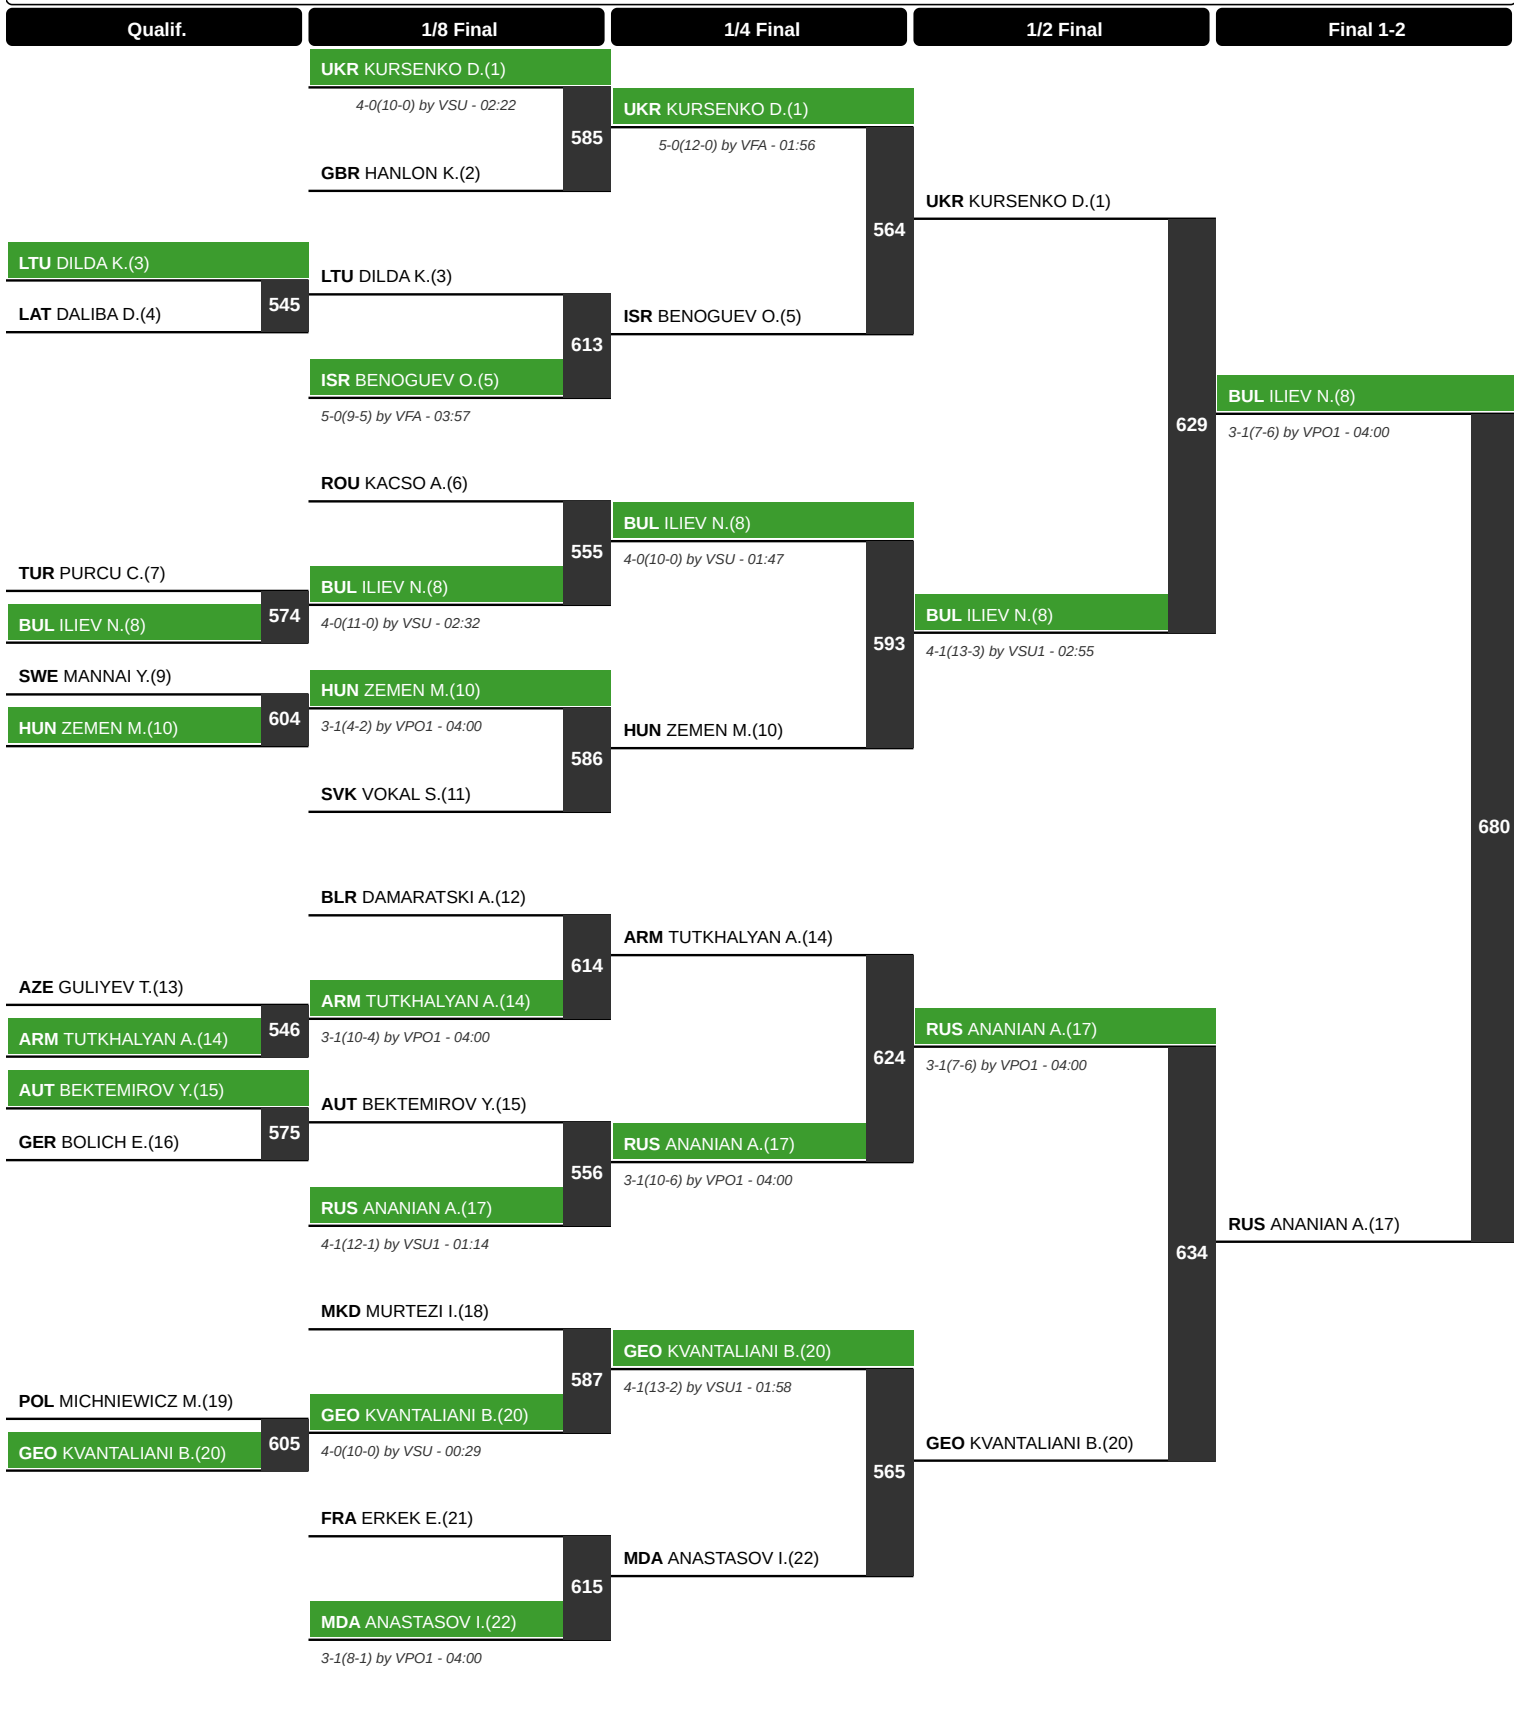 Qualif.
1/8 Final
1/4 Final
1/2 Final
Final 1-2
LTU DILDA K.(3)
545
LAT DALIBA D.(4)
TUR PURCU C.(7)
574
BUL ILIEV N.(8)
SWE MANNAI Y.(9)
604
HUN ZEMEN M.(10)
AZE GULIYEV T.(13)
546
ARM TUTKHALYAN A.(14)
AUT BEKTEMIROV Y.(15)
575
GER BOLICH E.(16)
POL MICHNIEWICZ M.(19)
605
GEO KVANTALIANI B.(20)
UKR KURSENKO D.(1)
4-0(10-0) by VSU - 02:22
585
GBR HANLON K.(2)
LTU DILDA K.(3)
613
ISR BENOGUEV O.(5)
5-0(9-5) by VFA - 03:57
ROU KACSO A.(6)
555
BUL ILIEV N.(8)
4-0(11-0) by VSU - 02:32
HUN ZEMEN M.(10)
3-1(4-2) by VPO1 - 04:00
586
SVK VOKAL S.(11)
BLR DAMARATSKI A.(12)
614
ARM TUTKHALYAN A.(14)
3-1(10-4) by VPO1 - 04:00
AUT BEKTEMIROV Y.(15)
556
RUS ANANIAN A.(17)
4-1(12-1) by VSU1 - 01:14
MKD MURTEZI I.(18)
587
GEO KVANTALIANI B.(20)
4-0(10-0) by VSU - 00:29
FRA ERKEK E.(21)
615
MDA ANASTASOV I.(22)
3-1(8-1) by VPO1 - 04:00
UKR KURSENKO D.(1)
5-0(12-0) by VFA - 01:56
564
ISR BENOGUEV O.(5)
BUL ILIEV N.(8)
4-0(10-0) by VSU - 01:47
593
HUN ZEMEN M.(10)
ARM TUTKHALYAN A.(14)
624
RUS ANANIAN A.(17)
3-1(10-6) by VPO1 - 04:00
GEO KVANTALIANI B.(20)
4-1(13-2) by VSU1 - 01:58
565
MDA ANASTASOV I.(22)
UKR KURSENKO D.(1)
629
BUL ILIEV N.(8)
4-1(13-3) by VSU1 - 02:55
RUS ANANIAN A.(17)
3-1(7-6) by VPO1 - 04:00
634
GEO KVANTALIANI B.(20)
BUL ILIEV N.(8)
3-1(7-6) by VPO1 - 04:00
680
RUS ANANIAN A.(17)